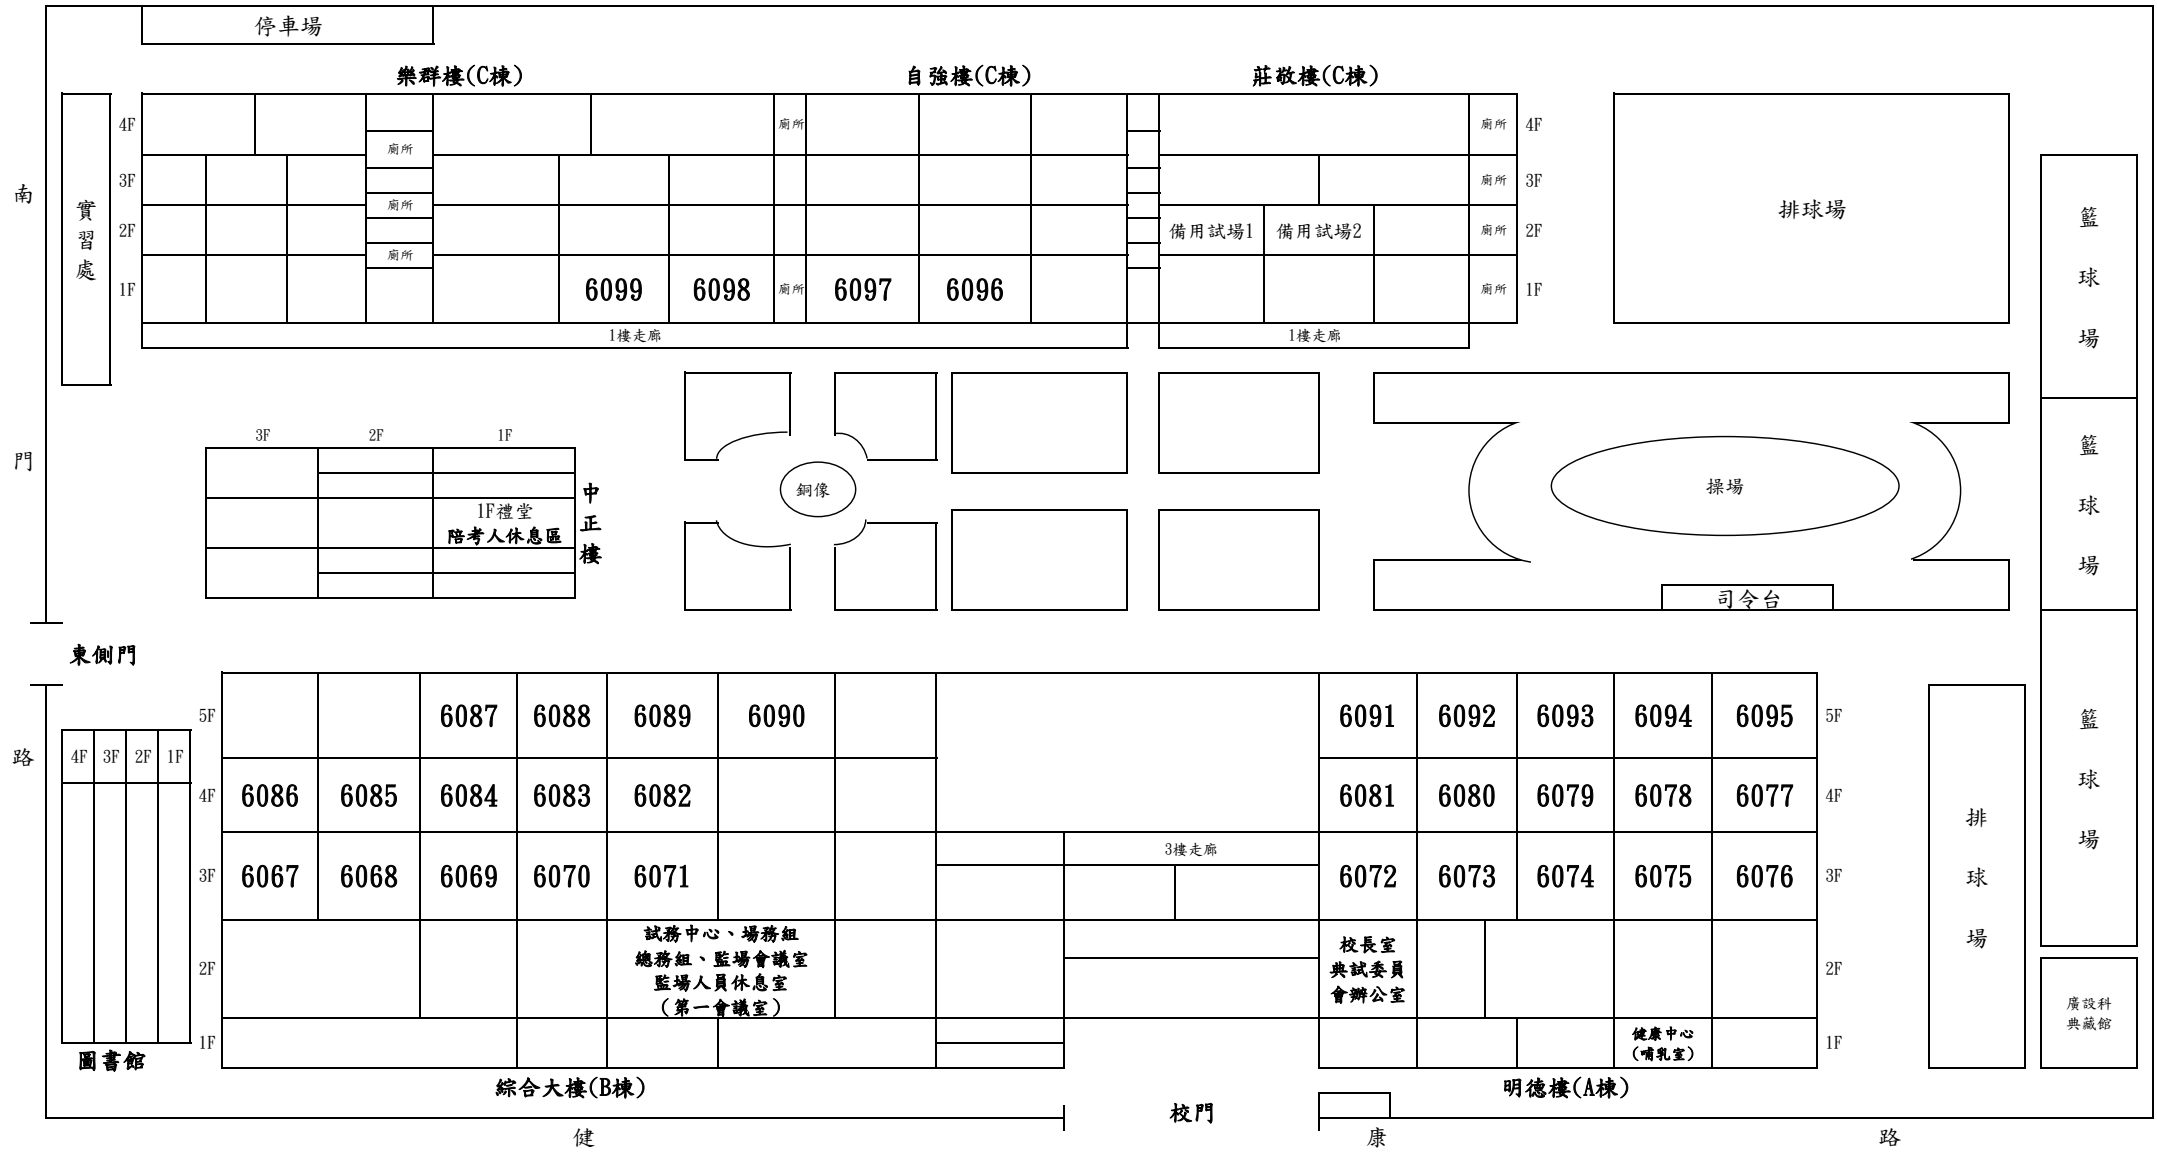 停車場
樂群樓(C棟)
自強樓(C棟)
莊敬樓(C棟)
4F
廁所
廁所
廁所
4F
3F
廁所
廁所
3F
2F
備用試場1
備用試場2
廁所
2F
廁所
1F
6099
6098
廁所
6097
6096
廁所
1F
1樓走廊
1樓走廊
實習處
排球場
籃球場
籃球場
籃球場
3F
2F
1F
1F禮堂
陪考人休息區
中正樓
銅像
操場
司令台
南門路
東側門
4F 3F 2F 1F
圖書館
5F
6087 6088 6089 6090
6091 6092 6093 6094 6095
5F
4F
6086 6085 6084 6083 6082
6081 6080 6079 6078 6077
4F
3樓走廊
3F
6067 6068 6069 6070 6071
6072 6073 6074 6075 6076
3F
2F
試務中心、場務組
總務組、監場會議室
監場人員休息室
(第一會議室)
校長室
典試委員
會辦公室
2F
1F
健康中心
(哺乳室)
1F
排球場
廣設科
典藏館
綜合大樓(B棟)
明德樓(A棟)
校門
健康路